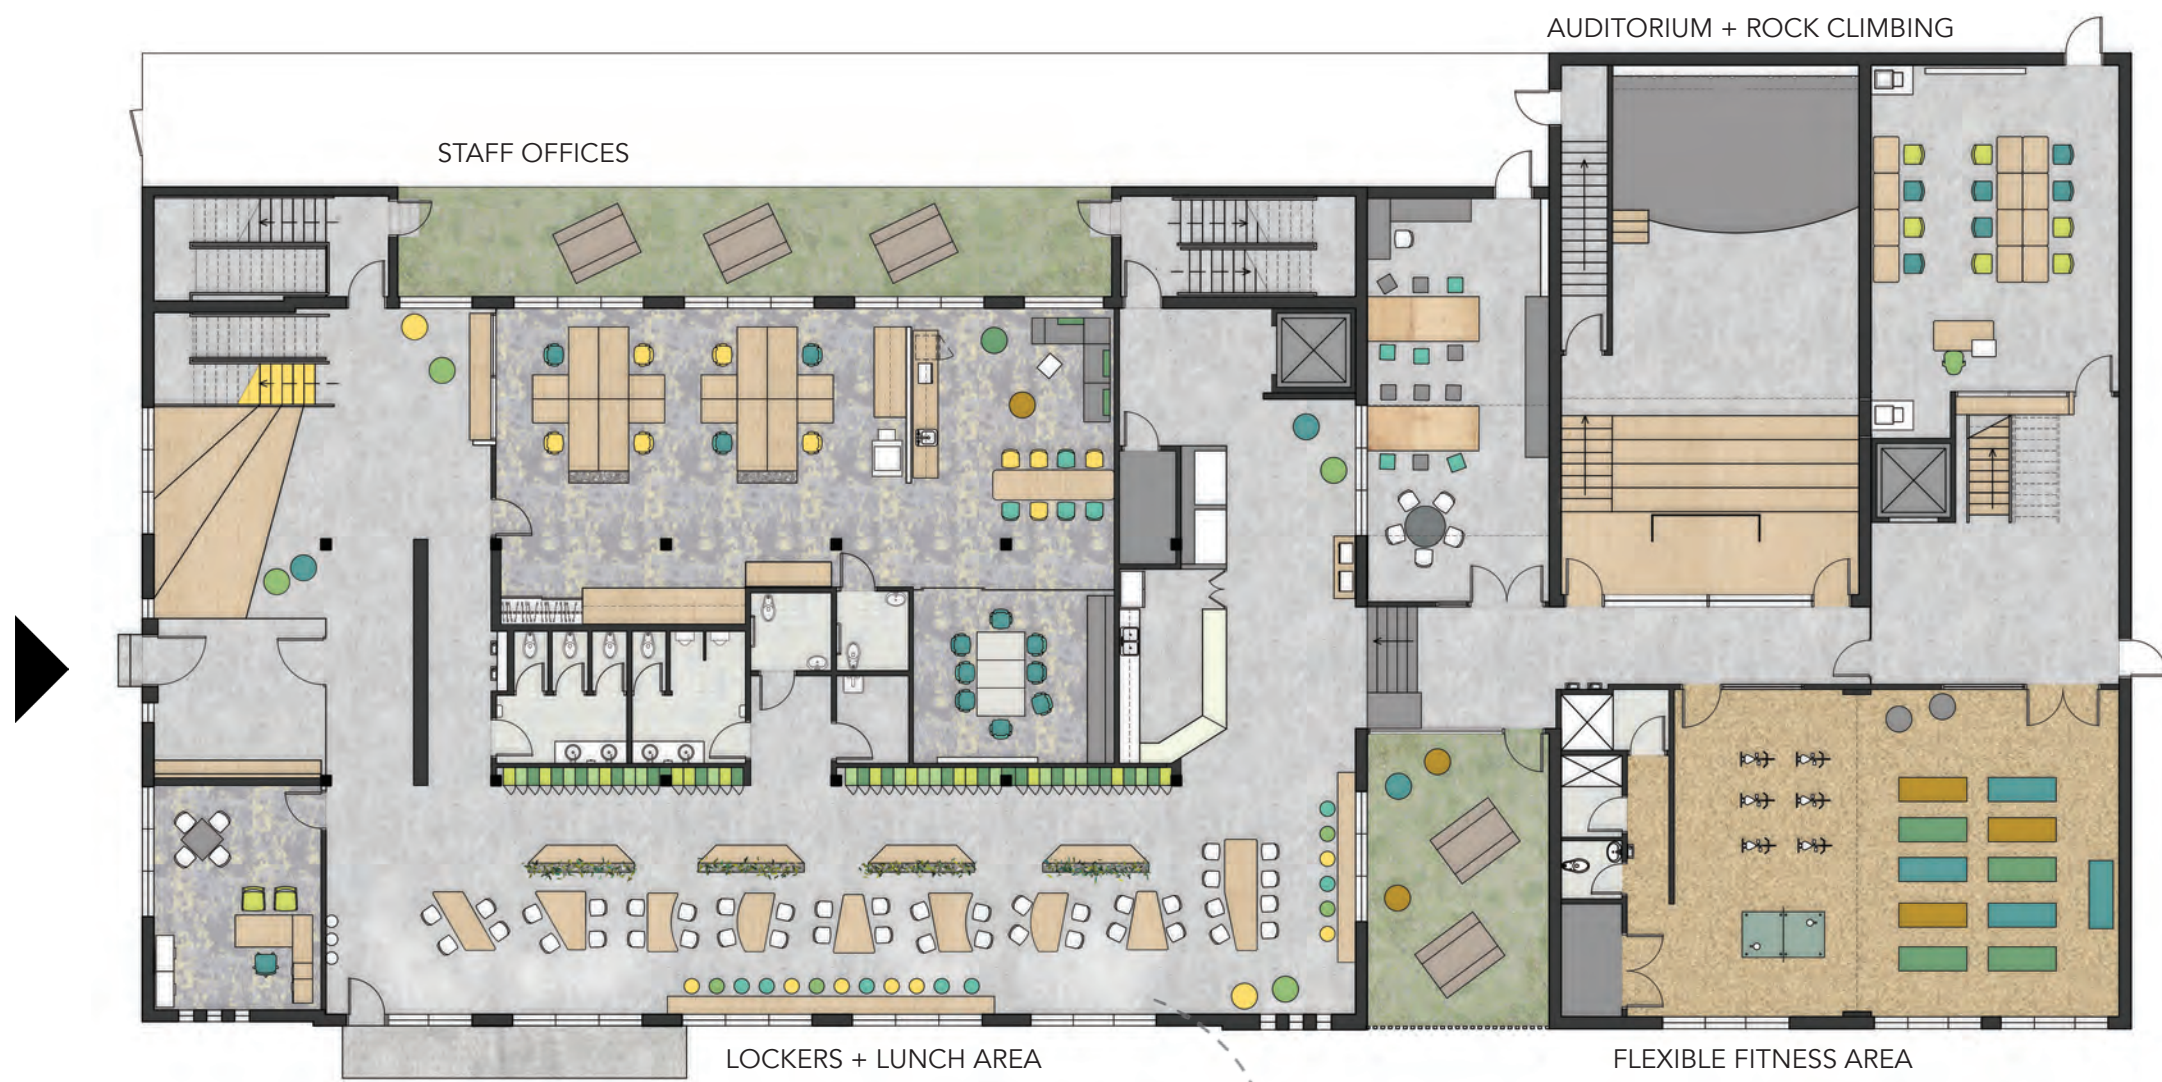 AUDITORIUM + ROCK CLIMBING
STAFF OFFICES
LOCKERS + LUNCH AREA
FLEXIBLE FITNESS AREA